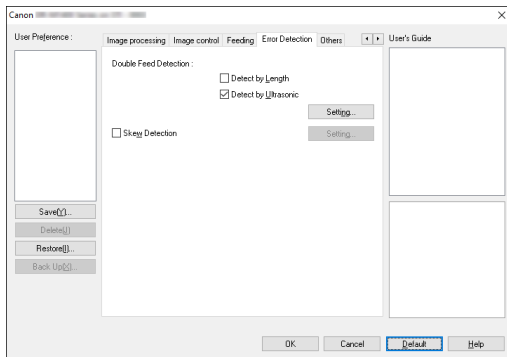 Canon
User Preference :
Image processing Image control Feeding Error Detection Others
User's Guide
Double Feed Detection :
Detect by Length
Detect by Ultrasonic
Setting...
Skew Detection
Setting...
Save(Y)...
Delete(J)
Restore(I)...
Back Up(X)...
OK Cancel Default Help